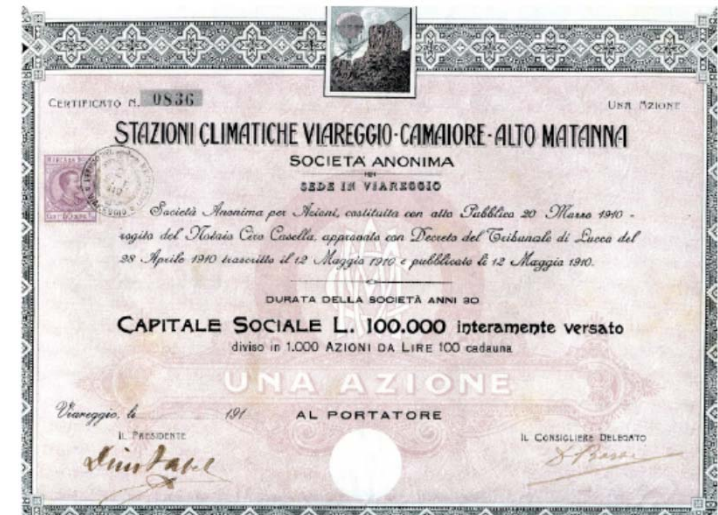 CERTIFICATO N. 0836
UNA AZIONE
STAZIONI CLIMATICHE VIAREGGIO-CAMAIORE-ALTO MATANNA
SOCIETA ANONIMA
SEDE IN VIAREGGIO
Società Anonima per Azioni, costituita con atto Pubblico 20 Marzo 1910 -
rogito del Notaio Ciro Casella, approvata con Decreto del Tribunale di Lucca del
28 Aprile 1910 trascritto il 12 Maggio 1910 e pubblicato li 12 Maggio 1910.
DURATA DELLA SOCIETÀ ANNI 30
CAPITALE SOCIALE L. 100.000 interamente versato
diviso in 1.000 AZIONI DA LIRE 100 cadauna
UNA AZIONE
Viareggio, li 191
AL PORTATORE
IL PRESIDENTE
IL CONSIGLIERE DELEGATO